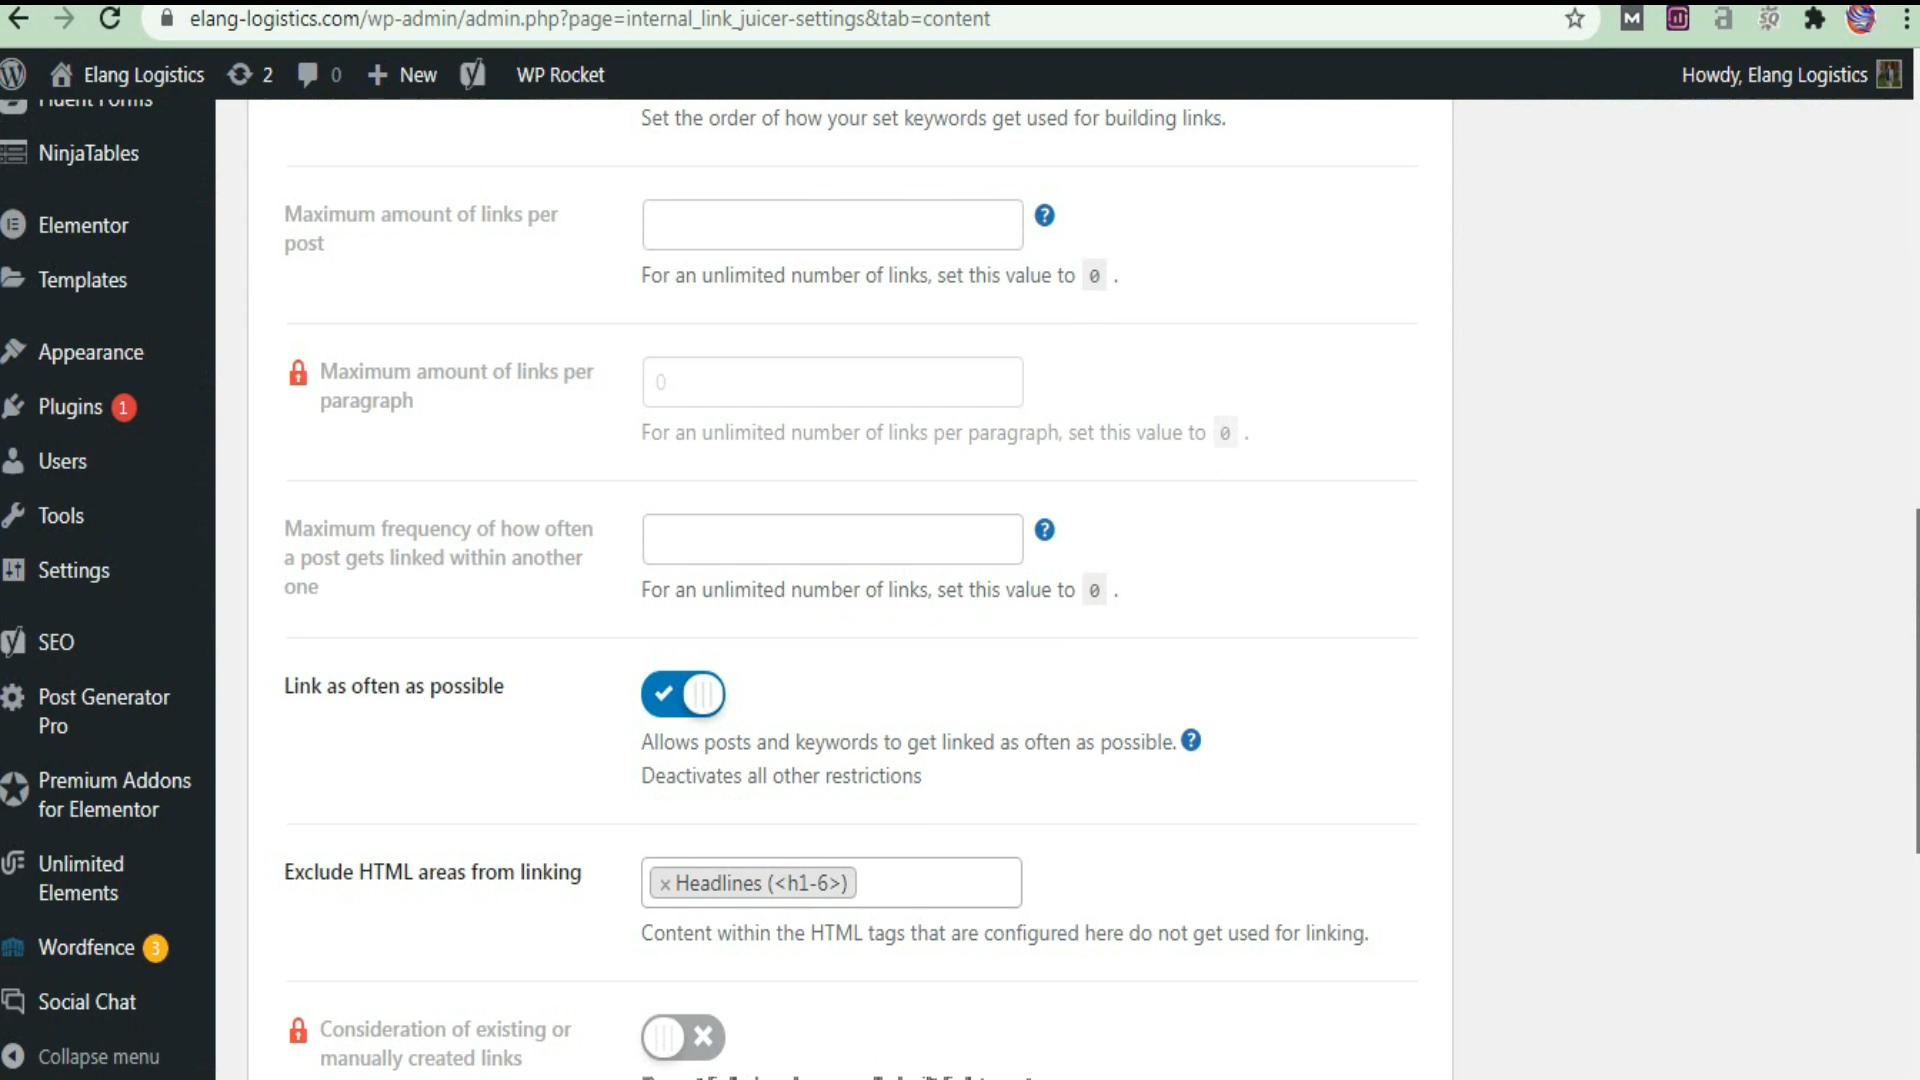 elang-logistics.com/wp-admin/admin.php?page=internal_link_juicer-settings&tab=content
Elang Logistics 2 0 New WP Rocket Howdy, Elang Logistics
Fluent Forms
NinjaTables
Elementor
Templates
Appearance
Plugins 1
Users
Tools
Settings
SEO
Post Generator
Pro
Premium Addons
for Elementor
Unlimited
Elements
Wordfence 3
Social Chat
Collapse menu
Set the order of how your set keywords get used for building links.
Maximum amount of links per
post
For an unlimited number of links, set this value to 0 .
Maximum amount of links per
paragraph
0
For an unlimited number of links per paragraph, set this value to 0 .
Maximum frequency of how often
a post gets linked within another
one
For an unlimited number of links, set this value to 0 .
Link as often as possible
Allows posts and keywords to get linked as often as possible.
Deactivates all other restrictions
Exclude HTML areas from linking
× Headlines (<h1-6>)
Content within the HTML tags that are configured here do not get used for linking.
Consideration of existing or
manually created links